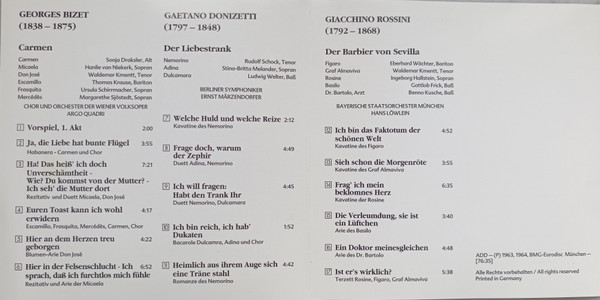 GEORGES BIZET
(1838 – 1875)
Carmen
Carmen Sonja Draksler, Alt
Micaela Hanlie van Niekerk, Sopran
Don José Waldemar Kmentt, Tenor
Escamillo Thomas Krause, Bariton
Frasquita Ursula Schirrmacher, Sopran
Mercédès Margarethe Sjöstedt, Sopran
CHOR UND ORCHESTER DER WIENER VOLKSOPER
ARGO QUADRI
1 Vorspiel, 1. Akt 2:00
2 Ja, die Liebe hat bunte Flügel 3:55
Habanera - Carmen und Chor
3 Ha! Das heiß' ich doch 7:21
Unverschämtheit -
Wie? Du kommst von der Mutter? -
Ich seh' die Mutter dort
Rezitativ und Duett Micaela, Don José
4 Euren Toast kann ich wohl 4:17
erwidern
Escamillo, Frasquita, Mercédès, Carmen, Chor
5 Hier an dem Herzen treu 4:22
geborgen
Blumen-Arie Don José
6 Hier in der Felsenschlucht - Ich 6:52
sprach, daß ich furchtlos mich fühle
Rezitativ und Arie der Micaela
GAETANO DONIZETTI
(1797 – 1848)
Der Liebestrank
Nemorino Rudolf Schock, Tenor
Adina Stina-Britta Melander, Sopran
Dulcamara Ludwig Welter, Baß
BERLINER SYMPHONIKER
ERNST MÄRZENDORFER
7 Welche Huld und welche Reize 2:12
Kavatine des Nemorino
8 Frage doch, warum 4:49
der Zephir
Duett Adina, Nemorino
9 Ich will fragen: 4:45
Habt den Trank Ihr
Duett Nemorino, Dulcamara
10 Ich bin reich, ich hab' 1:52
Dukaten
Bacarole Dulcamra, Adina und Chor
11 Heimlich aus ihrem Auge sich 4:42
eine Träne stahl
Romanze des Nemorino
GIACCHINO ROSSINI
(1792 – 1868)
Der Barbier von Sevilla
Figaro Eberhard Wächter, Bariton
Graf Almaviva Waldemar Kmentt, Tenor
Rosine Ingeborg Hallstein, Sopran
Basilio Gottlob Frick, Baß
Dr. Bartolo, Arzt Benno Kusche, Baß
BAYERISCHE STAATSORCHESTER MÜNCHEN
HANS LÖWLEIN
12 Ich bin das Faktotum der 4:52
schönen Welt
Kavatine des Figaro
13 Sieh schon die Morgenröte 3:55
Kavatine des Graf Almaviva
14 Frag' ich mein 6:35
beklomnes Herz
Kavatine der Rosine
15 Die Verleumdung, sie ist 3:40
ein Lüftchen
Arie des Basilio
16 Ein Doktor meinesgleichen 4:48
Arie des Dr. Bartolo
17 Ist er's wirklich? 5:38
Terzett Rosine, Figaro, Graf Almaviva
ADD – (P) 1963, 1964, BMG-Eurodisc München –
[76:35]
Alle Rechte vorbehalten / All rights reserved
Printed in Germany